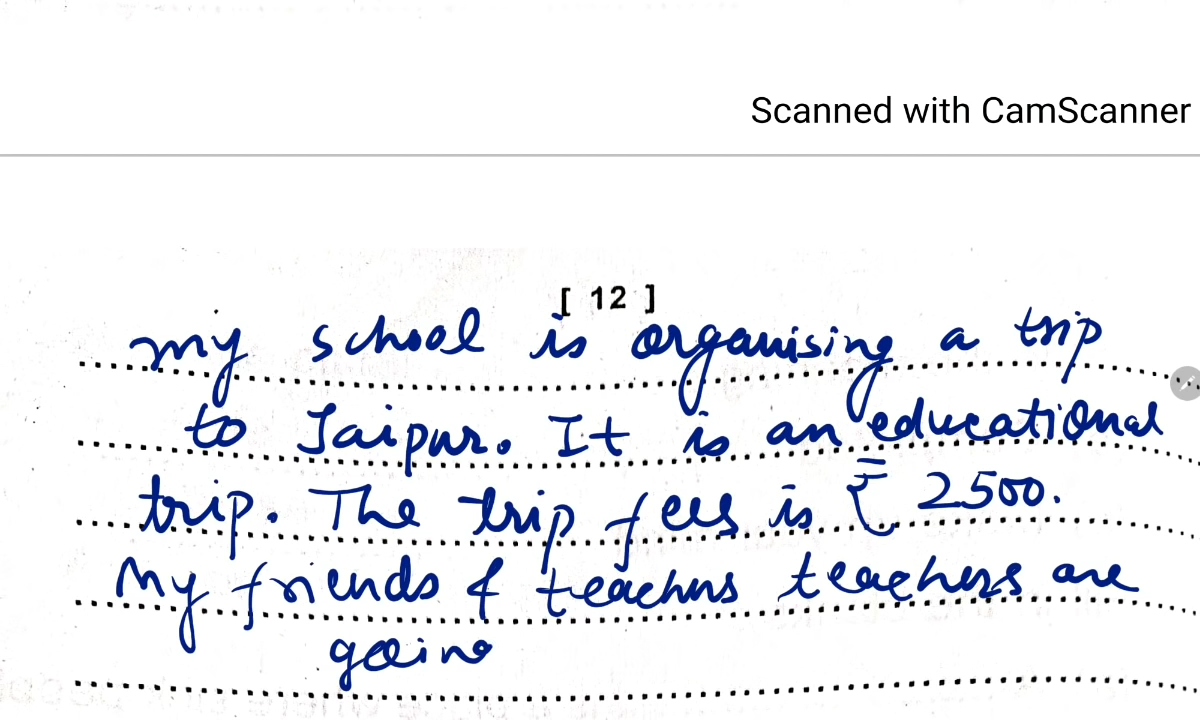 Scanned with CamScanner
[ 12 ]
my school is organising a trip
to Jaipur. It is an educational
trip. The trip fees is ₹ 2500.
My friends & teachers teachers are
going